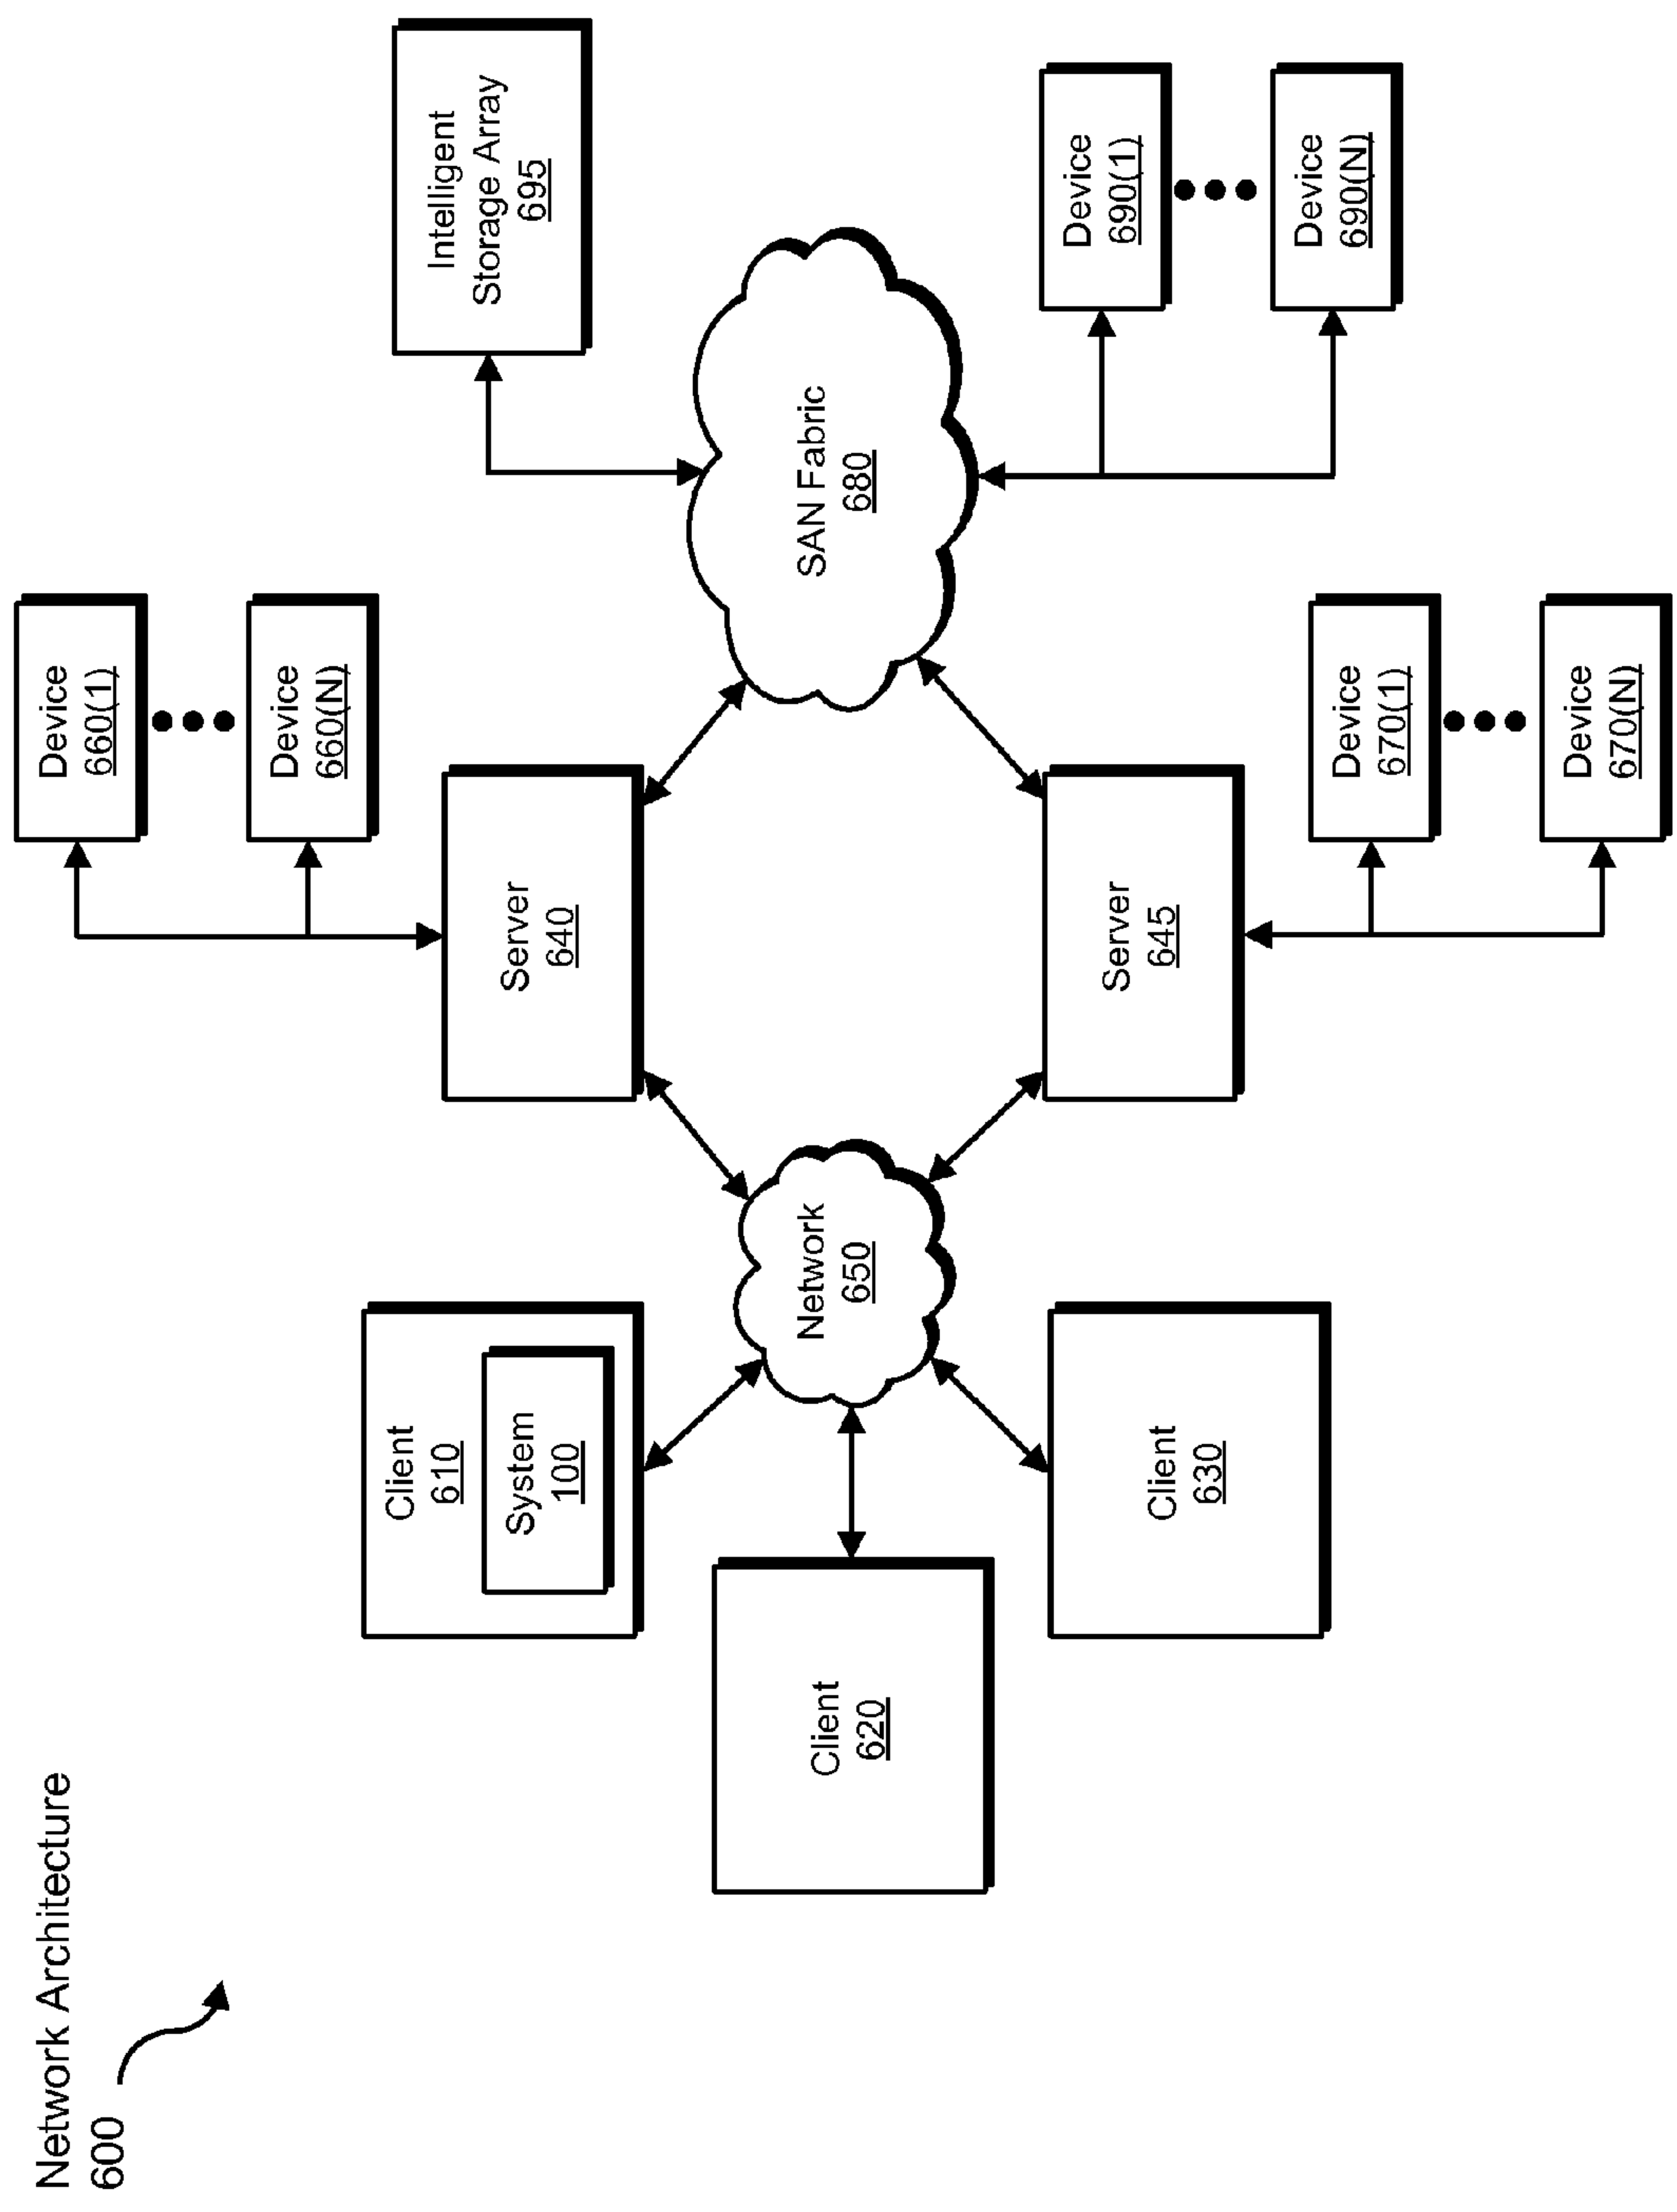 Network Architecture
600
Device
660(1)
Device
660(N)
Intelligent
Storage Array
695
Client
610
System
100
Server
640
Client
620
Network
650
SAN Fabric
680
Client
630
Server
645
Device
690(1)
Device
690(N)
Device
670(1)
Device
670(N)